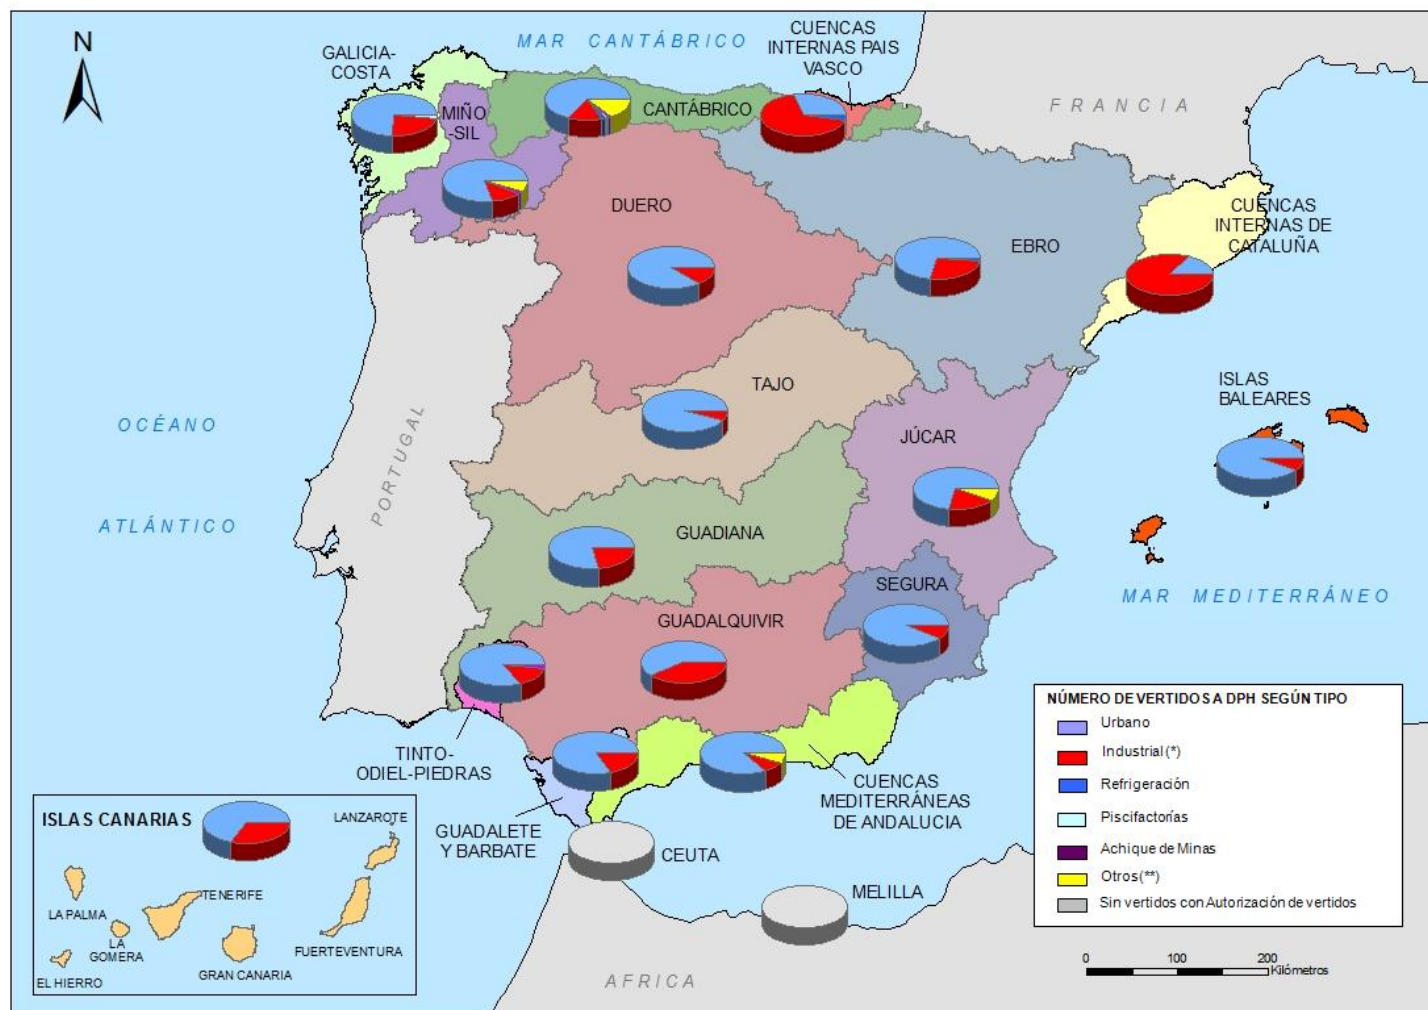 N
MAR CANTÁBRICO
GALICIA-
COSTA
MIÑO
-SIL
CANTÁBRICO
CUENCAS
INTERNAS PAIS
VASCO
FRANCIA
DUERO
EBRO
CUENCAS
INTERNAS DE
CATALUÑA
TAJO
ISLAS
BALEARES
OCÉANO
ATLÁNTICO
PORTUGAL
JÚCAR
GUADIANA
SEGURA
MAR MEDITERRÁNEO
GUADALQUIVIR
TINTO-
ODIEL-PIEDRAS
GUADALETE
Y BARBATE
CUENCAS
MEDITERRÁNEAS
DE ANDALUCIA
CEUTA
MELILLA
AFRICA
ISLAS CANARIAS
LANZAROTE
LA PALMA
TENERIFE
LA
GOMERA
EL HIERRO
GRAN CANARIA
FUERTEVENTURA
NÚMERO DE VERTIDOS A DPH SEGÚN TIPO
Urbano
Industrial (*)
Refrigeración
Piscifactorías
Achique de Minas
Otros (**)
Sin vertidos con Autorización de vertidos
0 100 200
Kilómetros